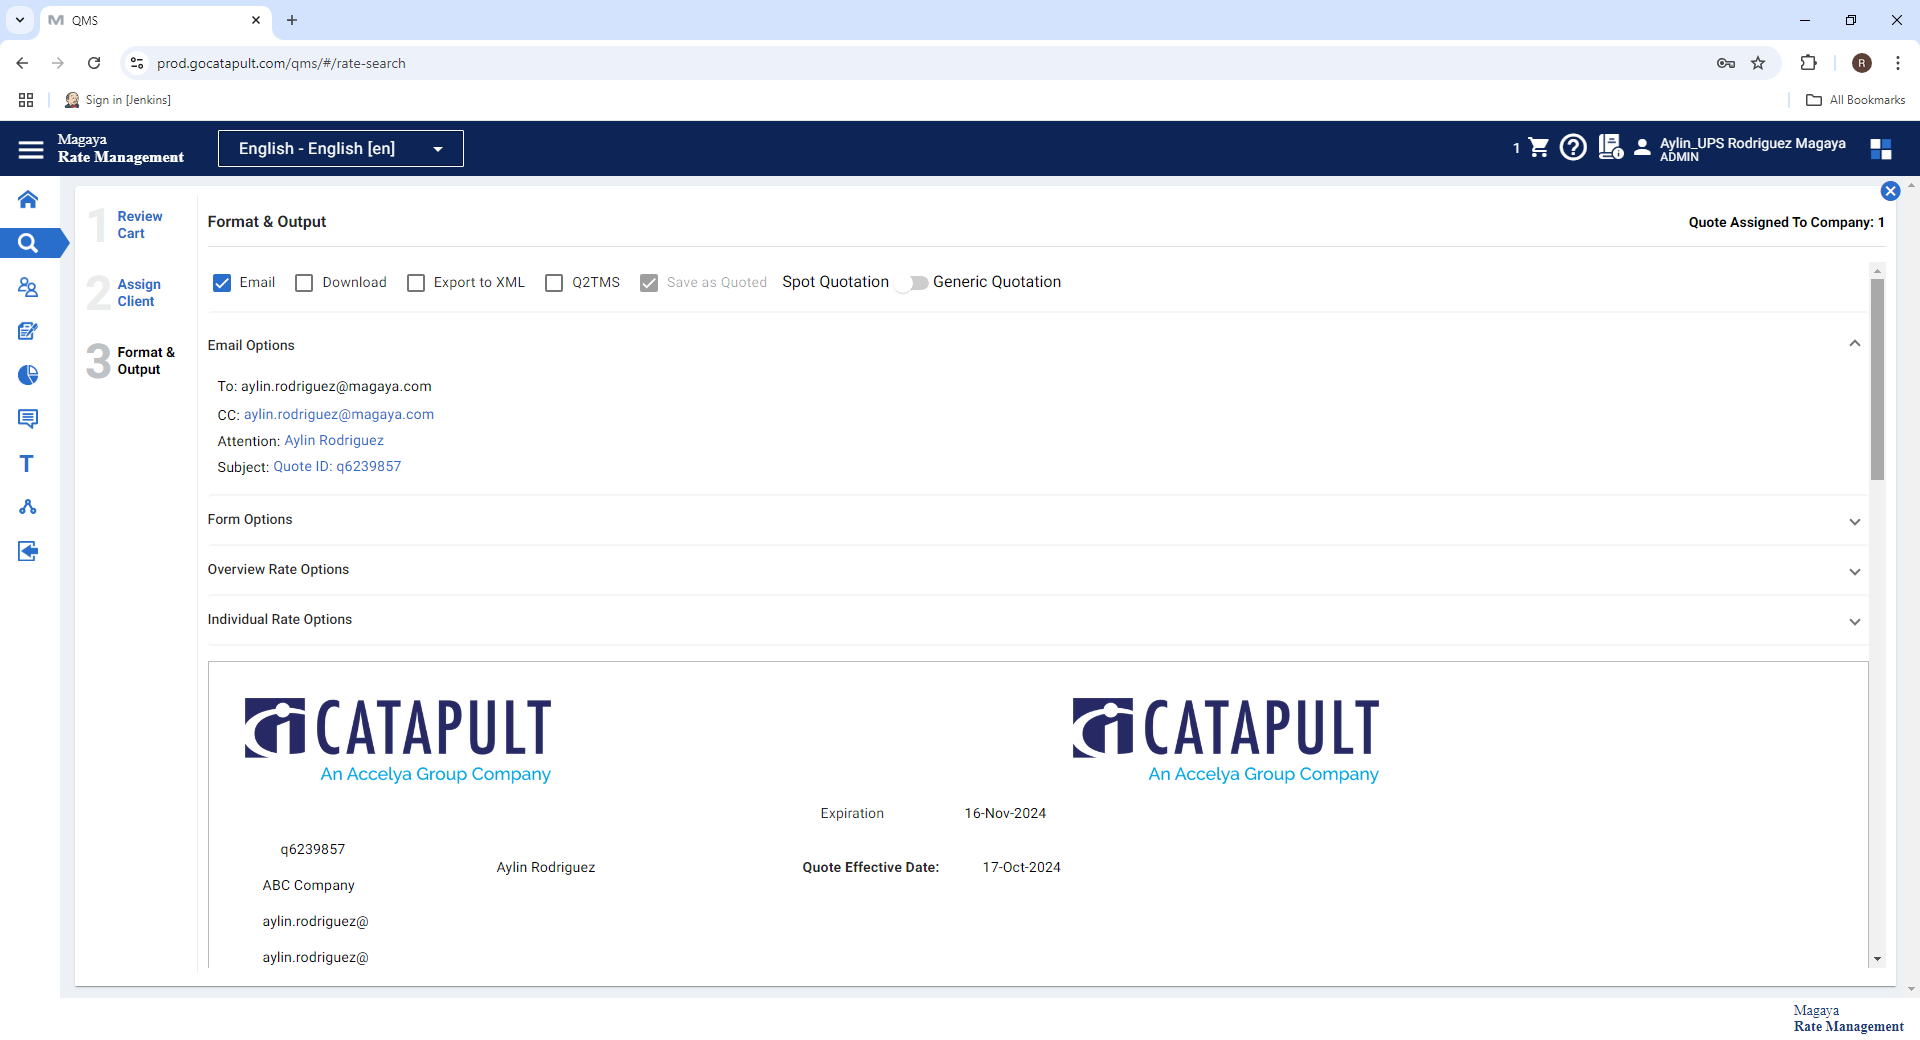 QMS
prod.gocatapult.com/qms/#/rate-search
R
Sign in [Jenkins]
All Bookmarks
Magaya
Rate Management
English - English [en]
1
Aylin_UPS Rodriguez Magaya
ADMIN
1 Review Cart
2 Assign Client
3 Format & Output
Format & Output
Quote Assigned To Company: 1
Email
Download
Export to XML
Q2TMS
Save as Quoted
Spot Quotation
Generic Quotation
Email Options
To: aylin.rodriguez@magaya.com
CC: aylin.rodriguez@magaya.com
Attention: Aylin Rodriguez
Subject: Quote ID: q6239857
Form Options
Overview Rate Options
Individual Rate Options
CATAPULT
An Accelya Group Company
CATAPULT
An Accelya Group Company
Expiration 16-Nov-2024
q6239857
Aylin Rodriguez
Quote Effective Date: 17-Oct-2024
ABC Company
aylin.rodriguez@
aylin.rodriguez@
Magaya
Rate Management